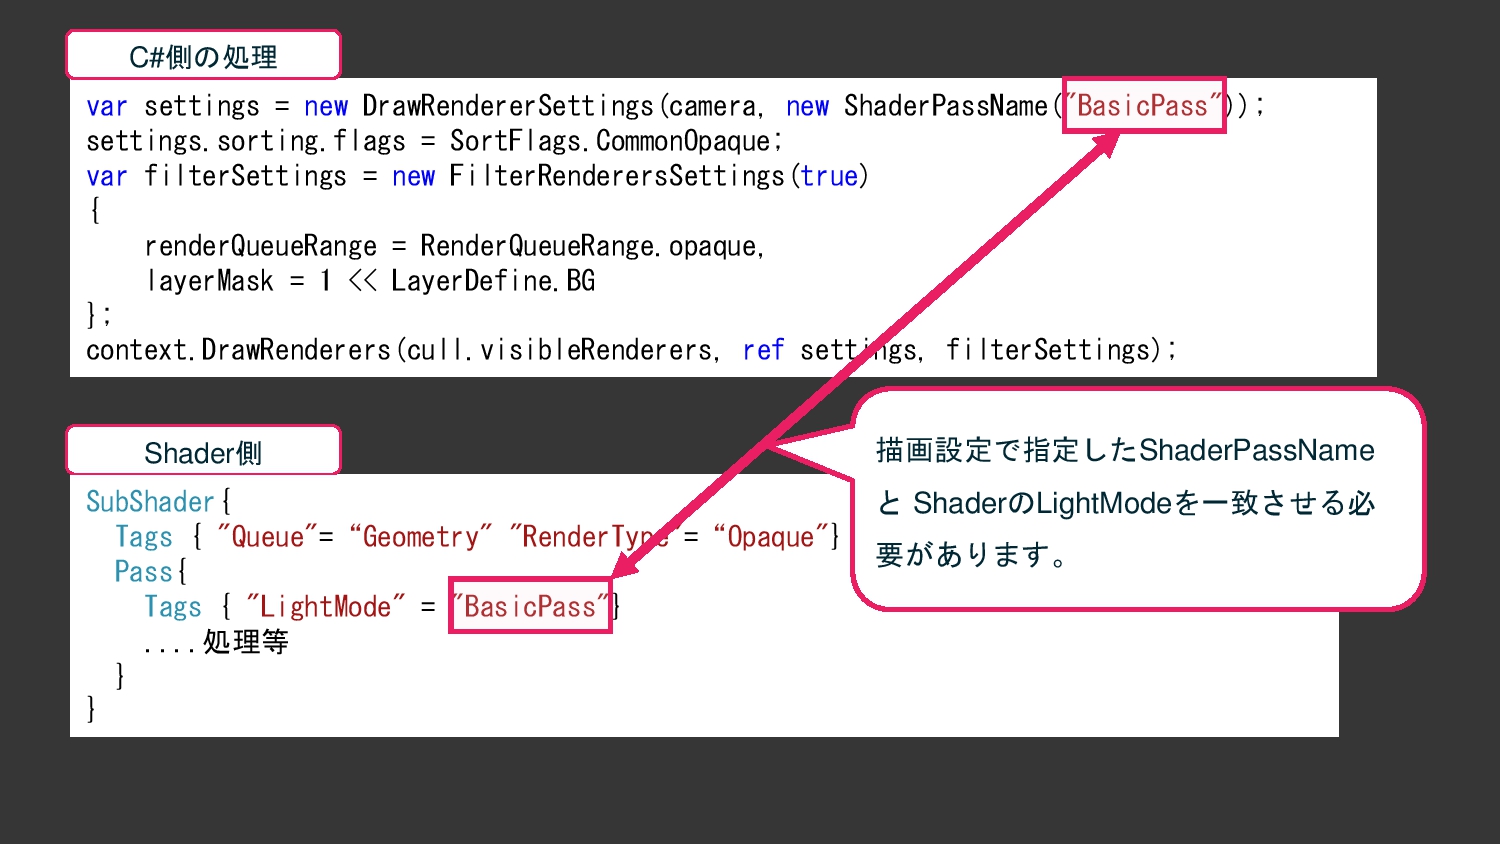 C#側の処理
var settings = new DrawRendererSettings(camera, new ShaderPassName("BasicPass"));
settings.sorting.flags = SortFlags.CommonOpaque;
var filterSettings = new FilterRenderersSettings(true)
{
    renderQueueRange = RenderQueueRange.opaque,
    layerMask = 1 << LayerDefine.BG
};
context.DrawRenderers(cull.visibleRenderers, ref settings, filterSettings);
Shader側
SubShader{
  Tags { "Queue"= “Geometry" "RenderType"= “Opaque"}
  Pass{
    Tags { "LightMode" = "BasicPass"}
    ....処理等
  }
}
描画設定で指定したShaderPassName
と ShaderのLightModeを一致させる必
要があります。